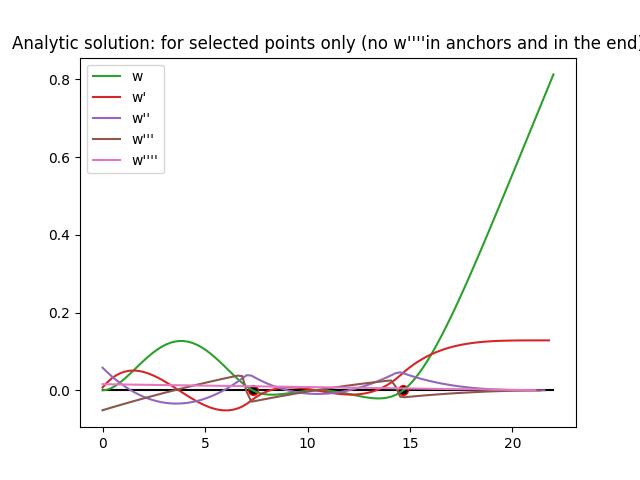 Analytic solution: for selected points only (no w''''in anchors and in the end)
w
w'
w''
w'''
w''''
0.8
0.6
0.4
0.2
0.0
0 5 10 15 20